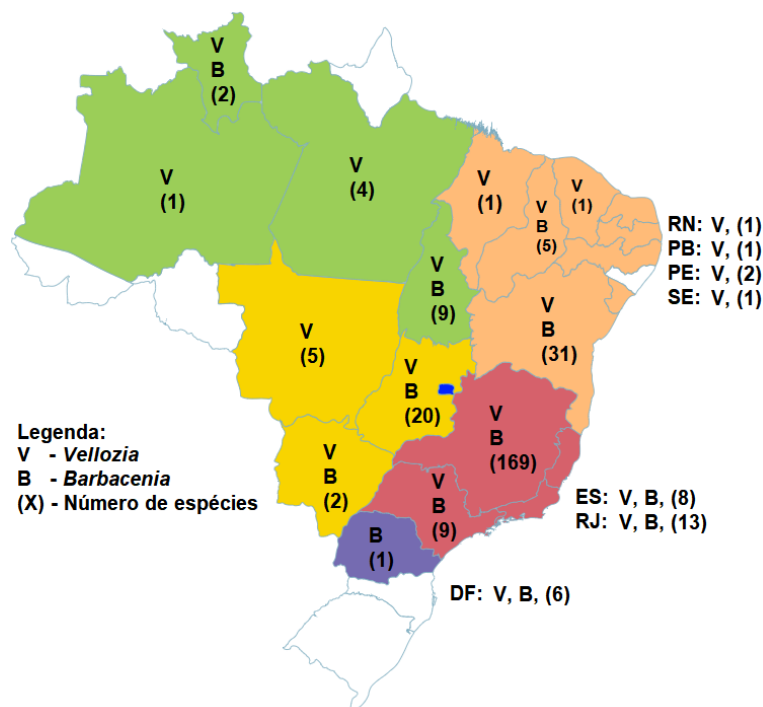 V
B
(2)
V
(1)
V
(4)
V
(1)
V
B
(5)
V
(1)
RN: V, (1)
PB: V, (1)
PE: V, (2)
SE: V, (1)
V
B
(9)
V
B
(31)
V
(5)
V
B
(20)
V
B
(169)
V
B
(2)
V
B
(9)
B
(1)
Legenda:
V - Vellozia
B - Barbacenia
(X) - Número de espécies
ES: V, B, (8)
RJ: V, B, (13)
DF: V, B, (6)